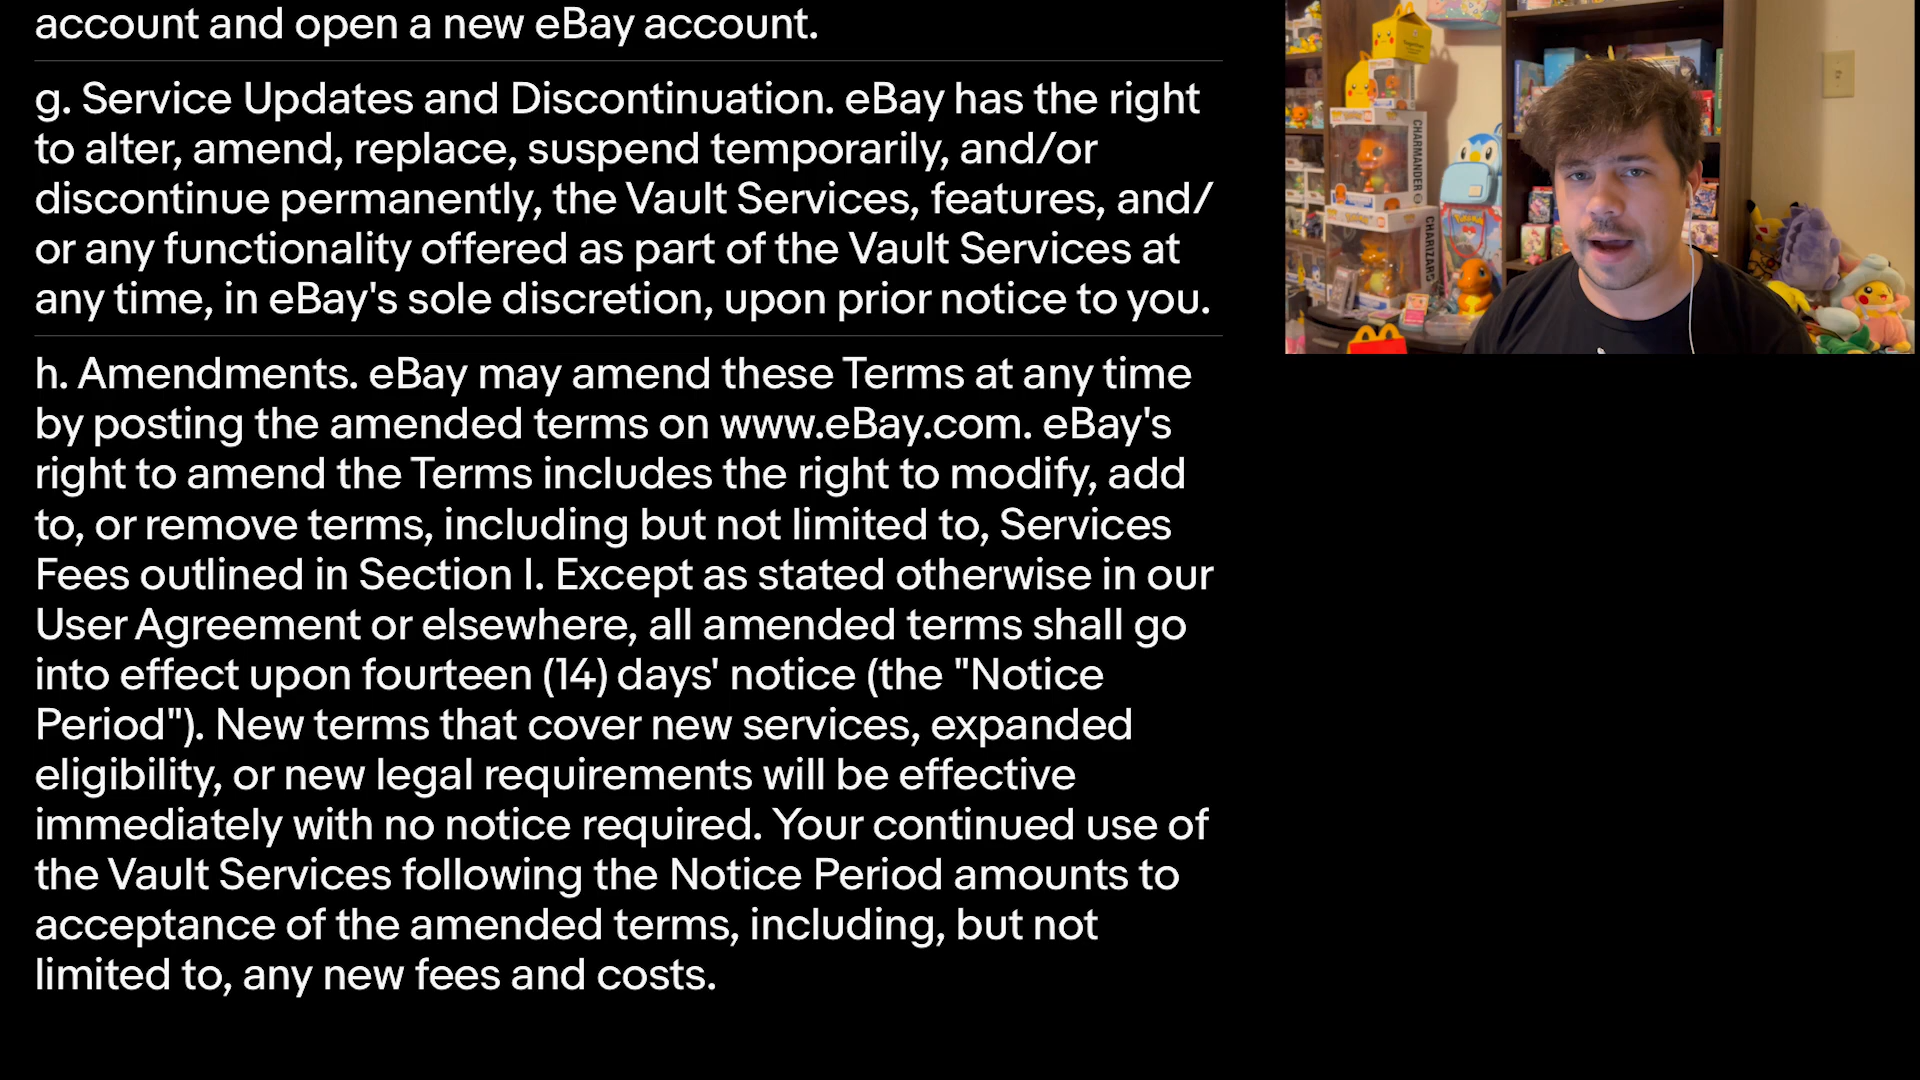 account and open a new eBay account.
g. Service Updates and Discontinuation. eBay has the right
to alter, amend, replace, suspend temporarily, and/or
discontinue permanently, the Vault Services, features, and/
or any functionality offered as part of the Vault Services at
any time, in eBay's sole discretion, upon prior notice to you.
h. Amendments. eBay may amend these Terms at any time
by posting the amended terms on www.eBay.com. eBay's
right to amend the Terms includes the right to modify, add
to, or remove terms, including but not limited to, Services
Fees outlined in Section I. Except as stated otherwise in our
User Agreement or elsewhere, all amended terms shall go
into effect upon fourteen (14) days' notice (the "Notice
Period"). New terms that cover new services, expanded
eligibility, or new legal requirements will be effective
immediately with no notice required. Your continued use of
the Vault Services following the Notice Period amounts to
acceptance of the amended terms, including, but not
limited to, any new fees and costs.
CHARMANDER
CHARIZARD